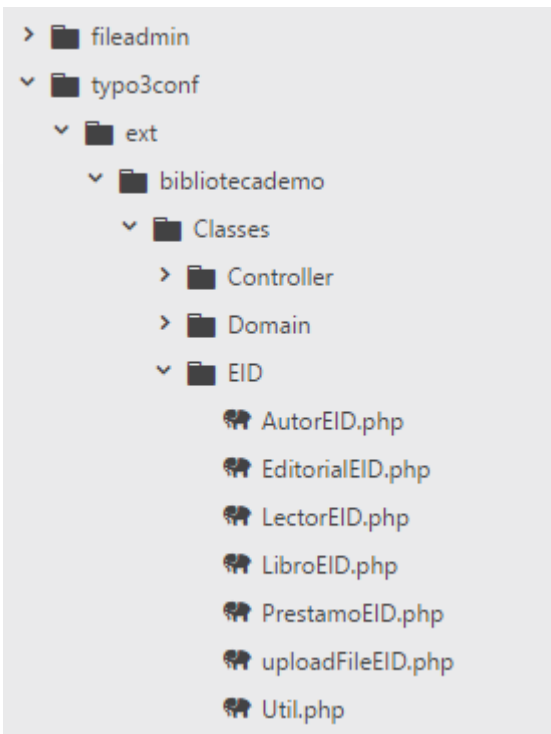 fileadmin
typo3conf
ext
bibliotecademo
Classes
Controller
Domain
EID
AutorEID.php
EditorialEID.php
LectorEID.php
LibroEID.php
PrestamoEID.php
uploadFileEID.php
Util.php